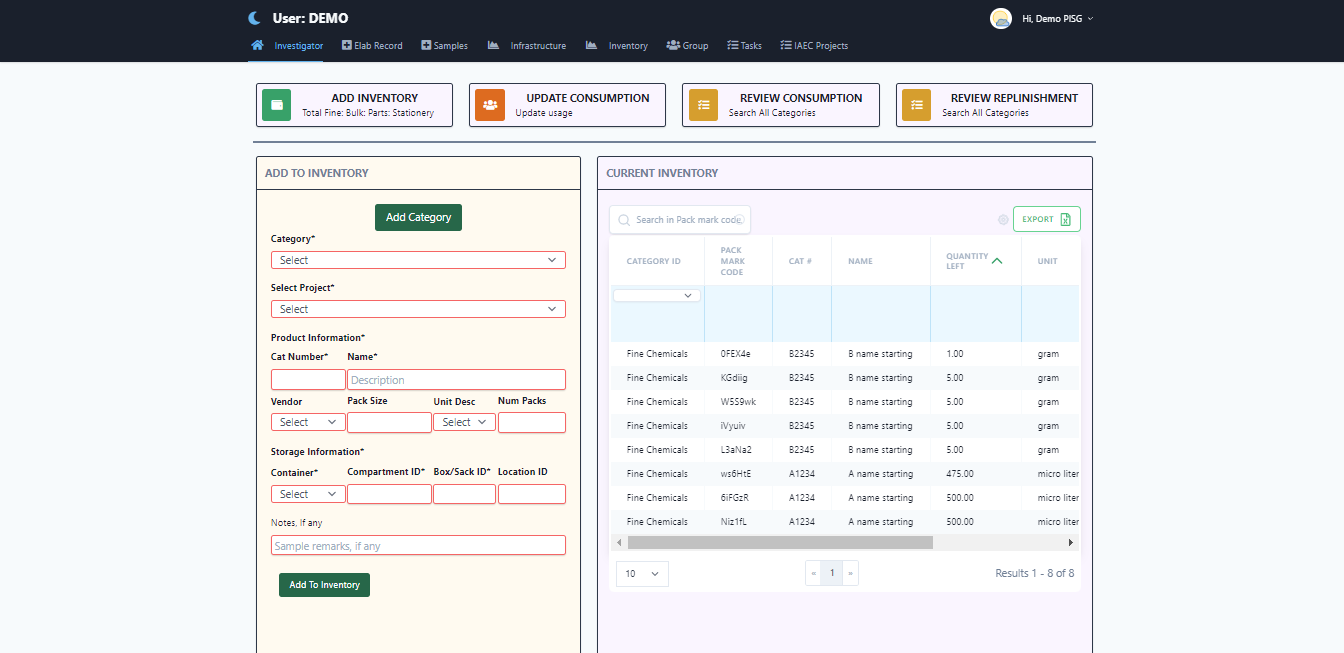 User: DEMO
Hi, Demo PISG
Investigator Elab Record Samples Infrastructure Inventory Group Tasks IAEC Projects
ADD INVENTORY
Total Fine: Bulk: Parts: Stationery
UPDATE CONSUMPTION
Update usage
REVIEW CONSUMPTION
Search All Categories
REVIEW REPLINISHMENT
Search All Categories
ADD TO INVENTORY
Add Category
Category*
Select
Select Project*
Select
Product Information*
Cat Number* Name*
Description
Vendor Pack Size Unit Desc Num Packs
Select Select
Storage Information*
Container* Compartment ID* Box/Sack ID* Location ID
Select
Notes, If any
Sample remarks, if any
Add To Inventory
CURRENT INVENTORY
Search in Pack mark code
EXPORT
CATEGORY ID PACK MARK CODE CAT # NAME QUANTITY LEFT UNIT
Fine Chemicals 0FEX4e B2345 B name starting 1.00 gram
Fine Chemicals KGdiig B2345 B name starting 5.00 gram
Fine Chemicals W5S9wk B2345 B name starting 5.00 gram
Fine Chemicals iVyuiv B2345 B name starting 5.00 gram
Fine Chemicals L3aNa2 B2345 B name starting 5.00 gram
Fine Chemicals ws6HtE A1234 A name starting 475.00 micro liter
Fine Chemicals 6iFGzR A1234 A name starting 500.00 micro liter
Fine Chemicals Niz1fL A1234 A name starting 500.00 micro liter
10
« 1 »
Results 1 - 8 of 8